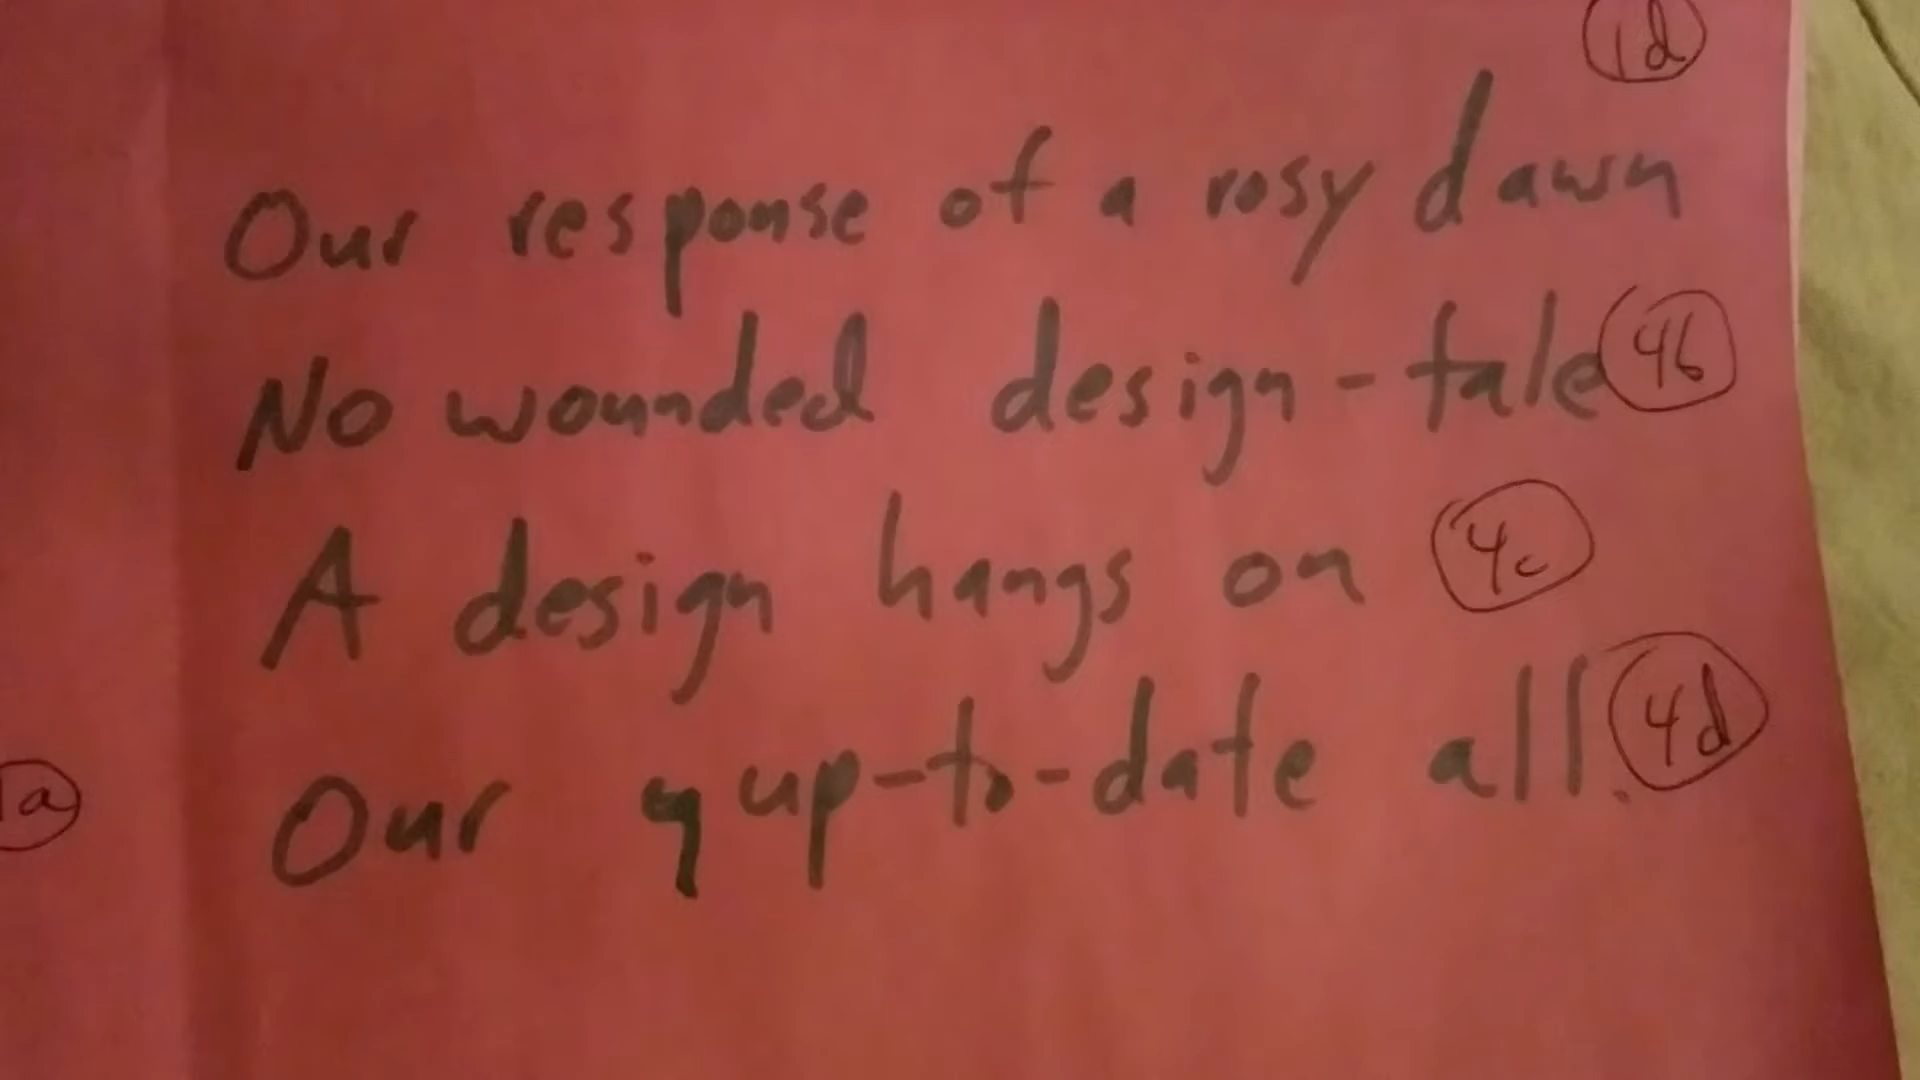 1d
Our response of a rosy dawn
No wounded design-tale 4b
A design hangs on 4c
Our up-to-date all. 4d